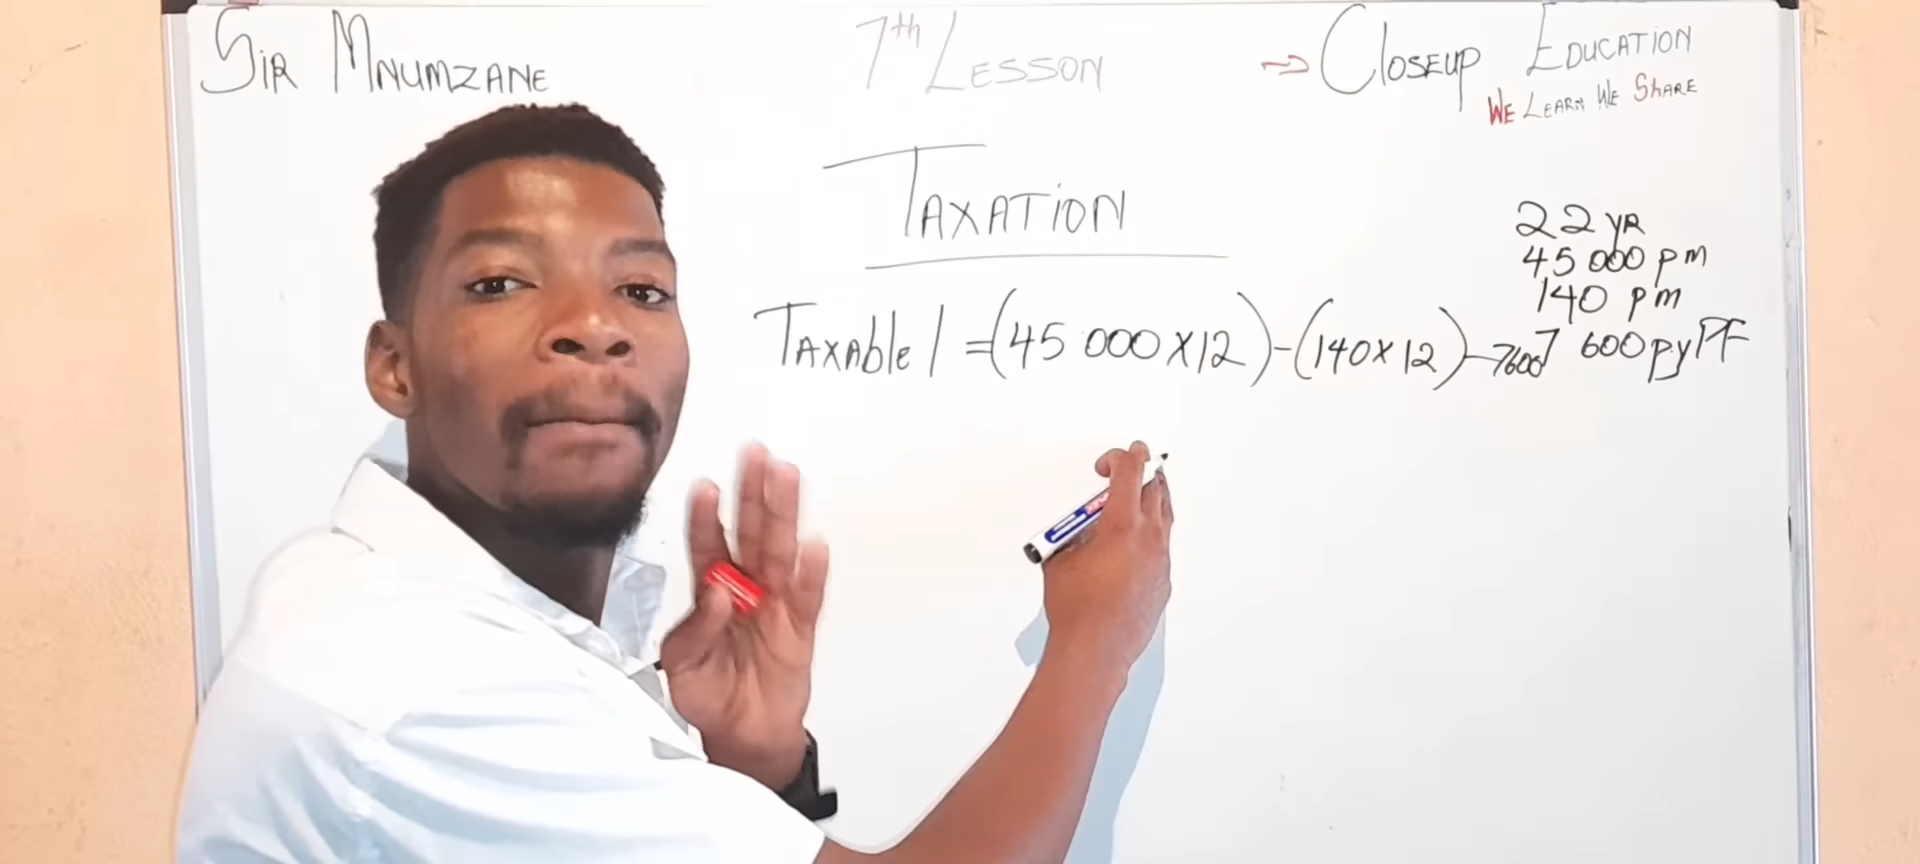 Sir Mnumzane
7th Lesson
→ Closeup Education
We Learn We Share
Taxation
22 yr
45 000 pm
140 pm
7 600 py PF
Taxable I = (45 000 x 12) - (140 x 12) - 7600